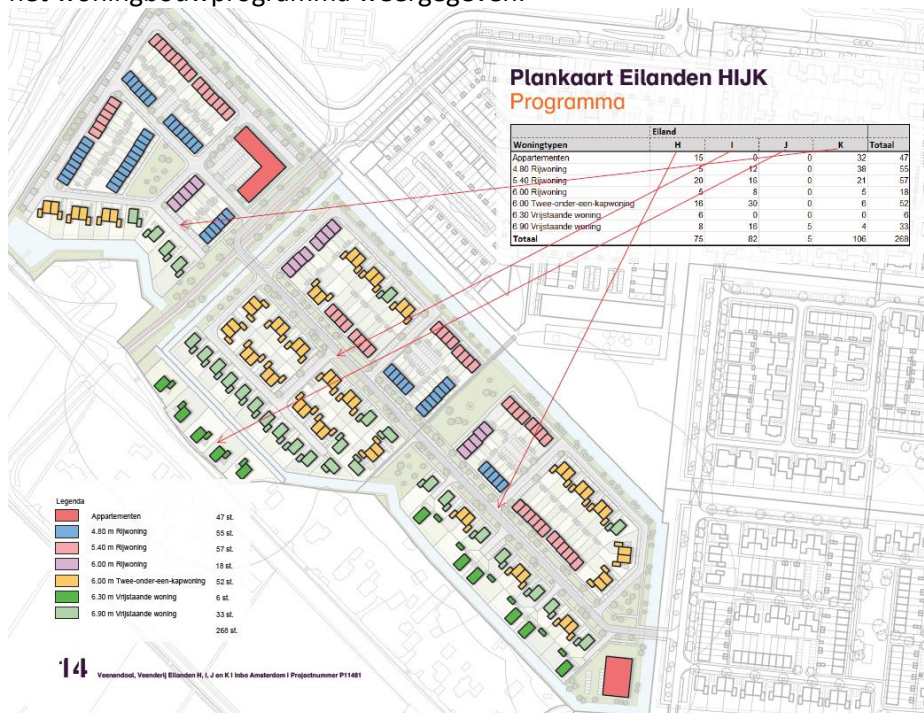 het woningbouwprogramma weergegeven.
Plankaart Eilanden HIJK
Programma
Eiland
Woningtypen H I J K Totaal
Appartementen 15 0 0 32 47
4.80 Rijwoning 5 12 0 38 55
5.40 Rijwoning 20 16 0 21 57
6.00 Rijwoning 5 8 0 5 18
6.00 Twee-onder-een-kapwoning 16 30 0 6 52
6.30 Vrijstaande woning 6 0 0 0 6
6.90 Vrijstaande woning 8 16 5 4 33
Totaal 75 82 5 106 268
Legenda
Appartementen 47 st.
4.80 m Rijwoning 55 st.
5.40 m Rijwoning 57 st.
6.00 m Rijwoning 18 st.
6.00 m Twee-onder-een-kapwoning 52 st.
6.30 m Vrijstaande woning 6 st.
6.90 m Vrijstaande woning 33 st.
268 st.
14 Veenendaal, Veenderij Eilanden H, I, J en K I Inbo Amsterdam I Projectnummer P11481